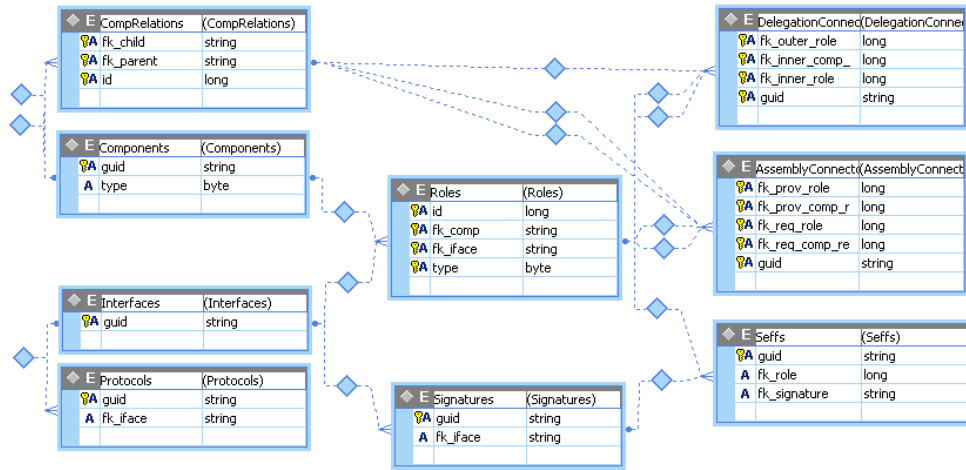 E CompRelations (CompRelations)
A fk_child string
A fk_parent string
A id long
E Components (Components)
A guid string
A type byte
E Interfaces (Interfaces)
A guid string
E Protocols (Protocols)
A guid string
A fk_iface string
E Roles (Roles)
A id long
A fk_comp string
A fk_iface string
A type byte
E Signatures (Signatures)
A guid string
A fk_iface string
E DelegationConnec (DelegationConnec
A fk_outer_role long
A fk_inner_comp_ long
A fk_inner_role long
A guid string
E AssemblyConnecto (AssemblyConnect
A fk_prov_role long
A fk_prov_comp_r long
A fk_req_role long
A fk_req_comp_re long
A guid string
E Seffs (Seffs)
A guid string
A fk_role long
A fk_signature string